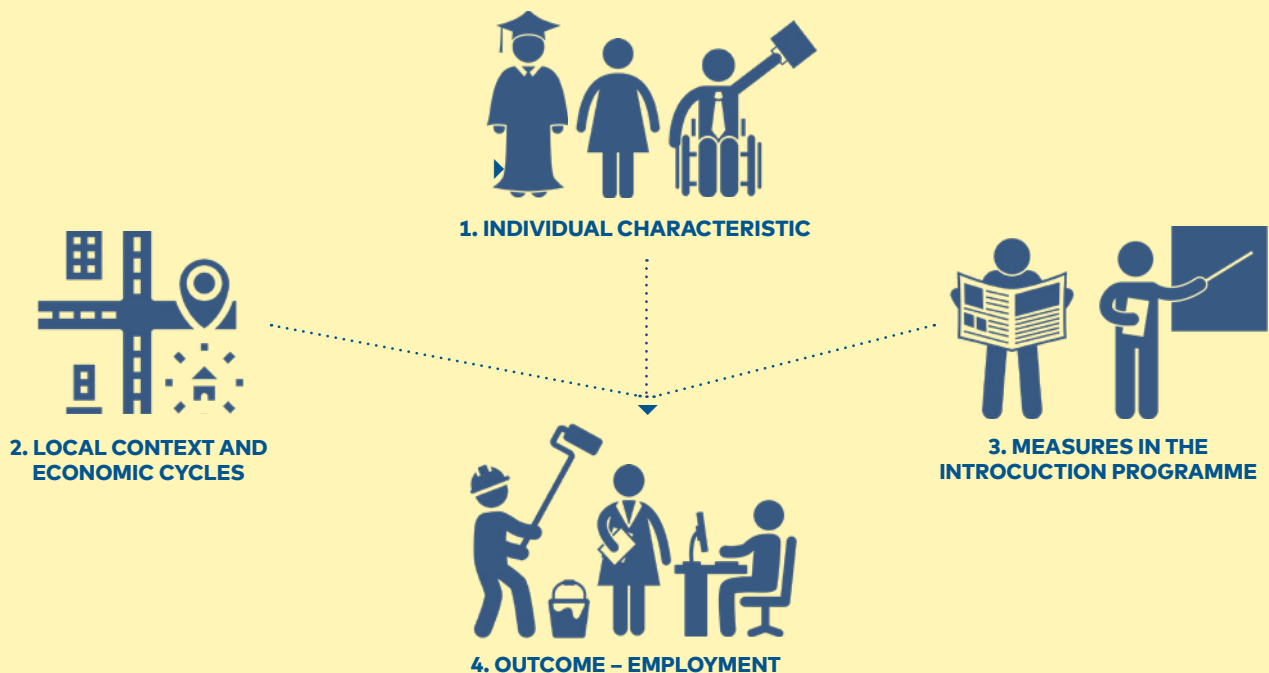 1. INDIVIDUAL CHARACTERISTIC
2. LOCAL CONTEXT AND
ECONOMIC CYCLES
3. MEASURES IN THE
INTROCUCTION PROGRAMME
4. OUTCOME – EMPLOYMENT